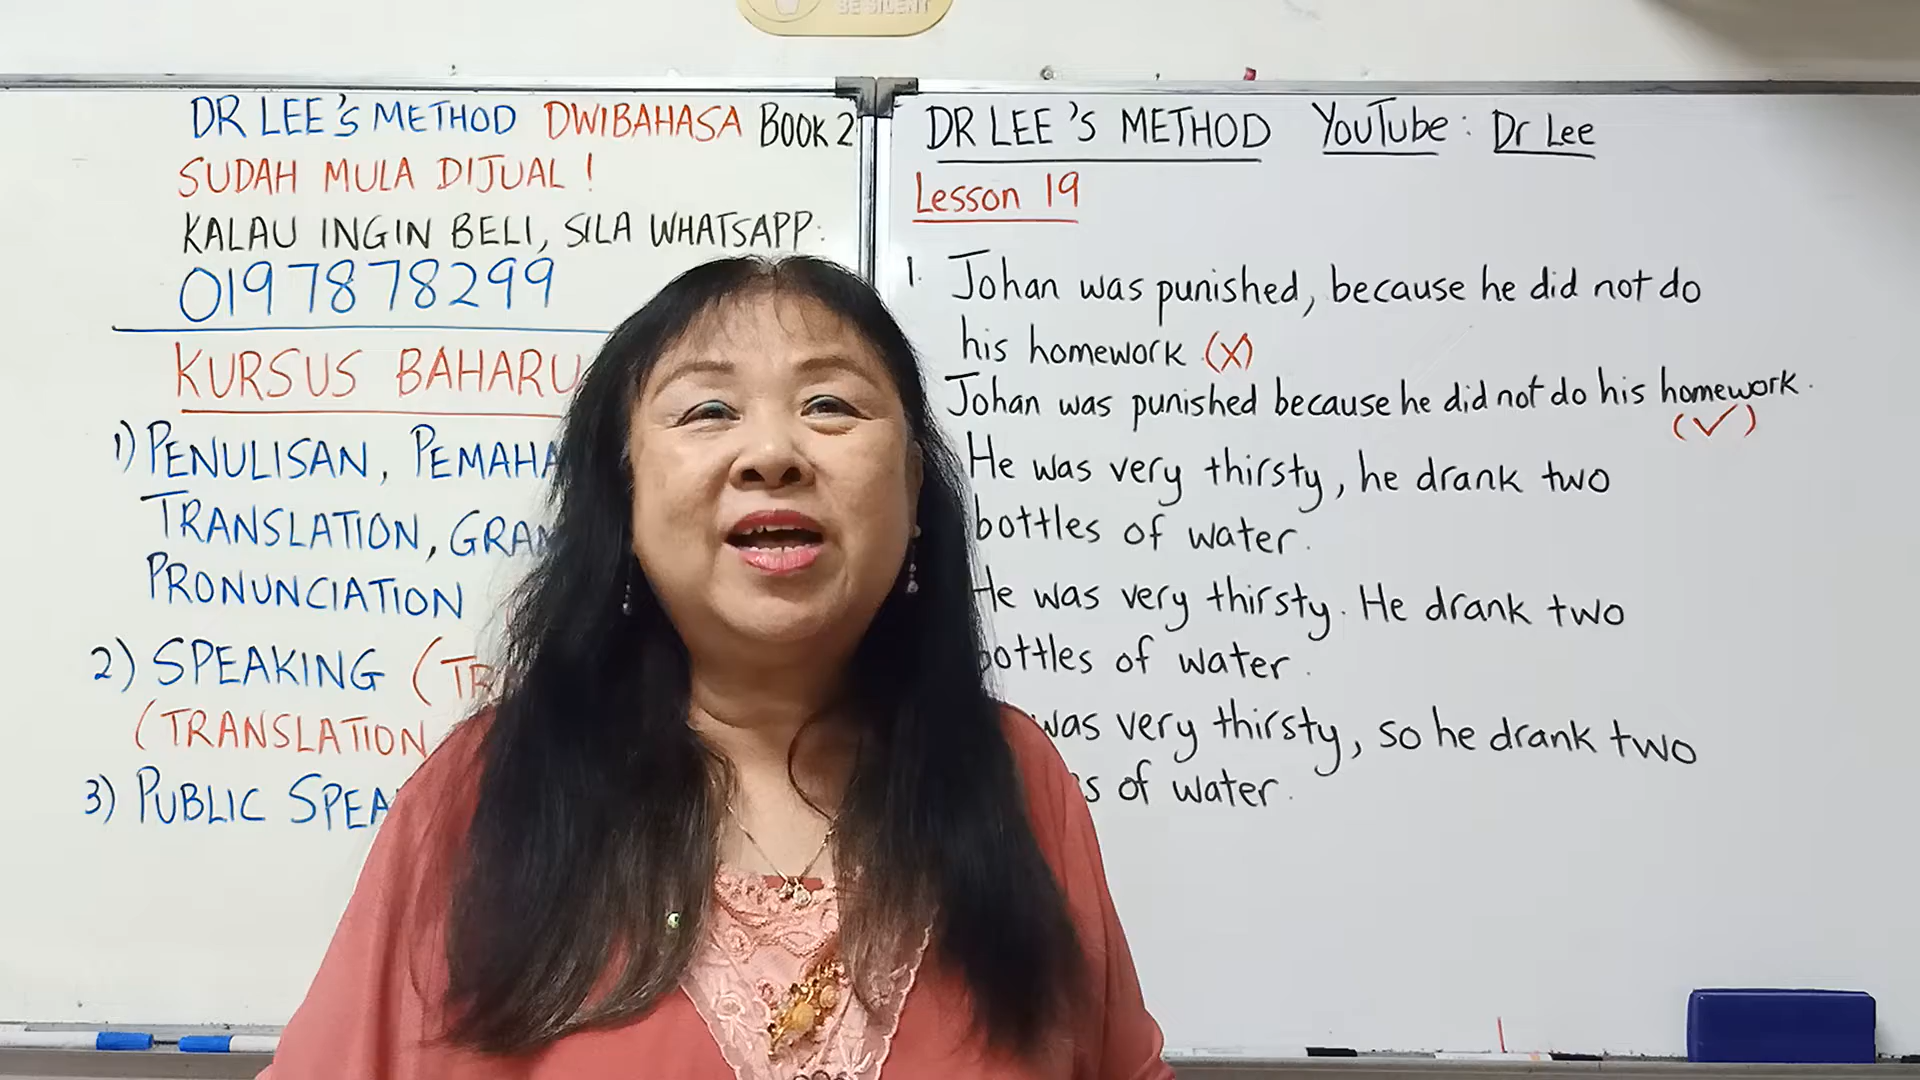 BE SILENT
DR LEE'S METHOD DWIBAHASA BOOK 2
SUDAH MULA DIJUAL!
KALAU INGIN BELI, SILA WHATSAPP:
0197878299
KURSUS BAHARU
1) PENULISAN,
TRANSLATION,
PRONUNCIATION
2) SPEAKING
(TRANSLATION
3) PUBLIC
DR LEE'S METHOD YouTube: Dr Lee
Lesson 19
1. Johan was punished, because he did not do
his homework (X)
Johan was punished because he did not do his homework.
(✓)
He was very thirsty, he drank two
bottles of water.
He was very thirsty. He drank two
bottles of water.
was very thirsty, so he drank two
of water.